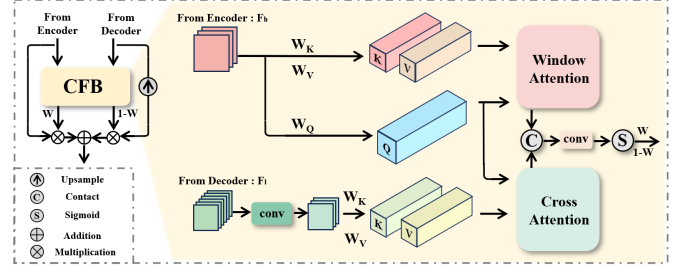 From
Encoder
From
Decoder
CFB
W
1-W
Upsample
C
Contact
S
Sigmoid
Addition
Multiplication
From Encoder : Fh
WK
WV
K
V
WQ
Q
From Decoder : Fl
conv
WK
WV
K
V
Window
Attention
C
conv
S
W
1-W
Cross
Attention